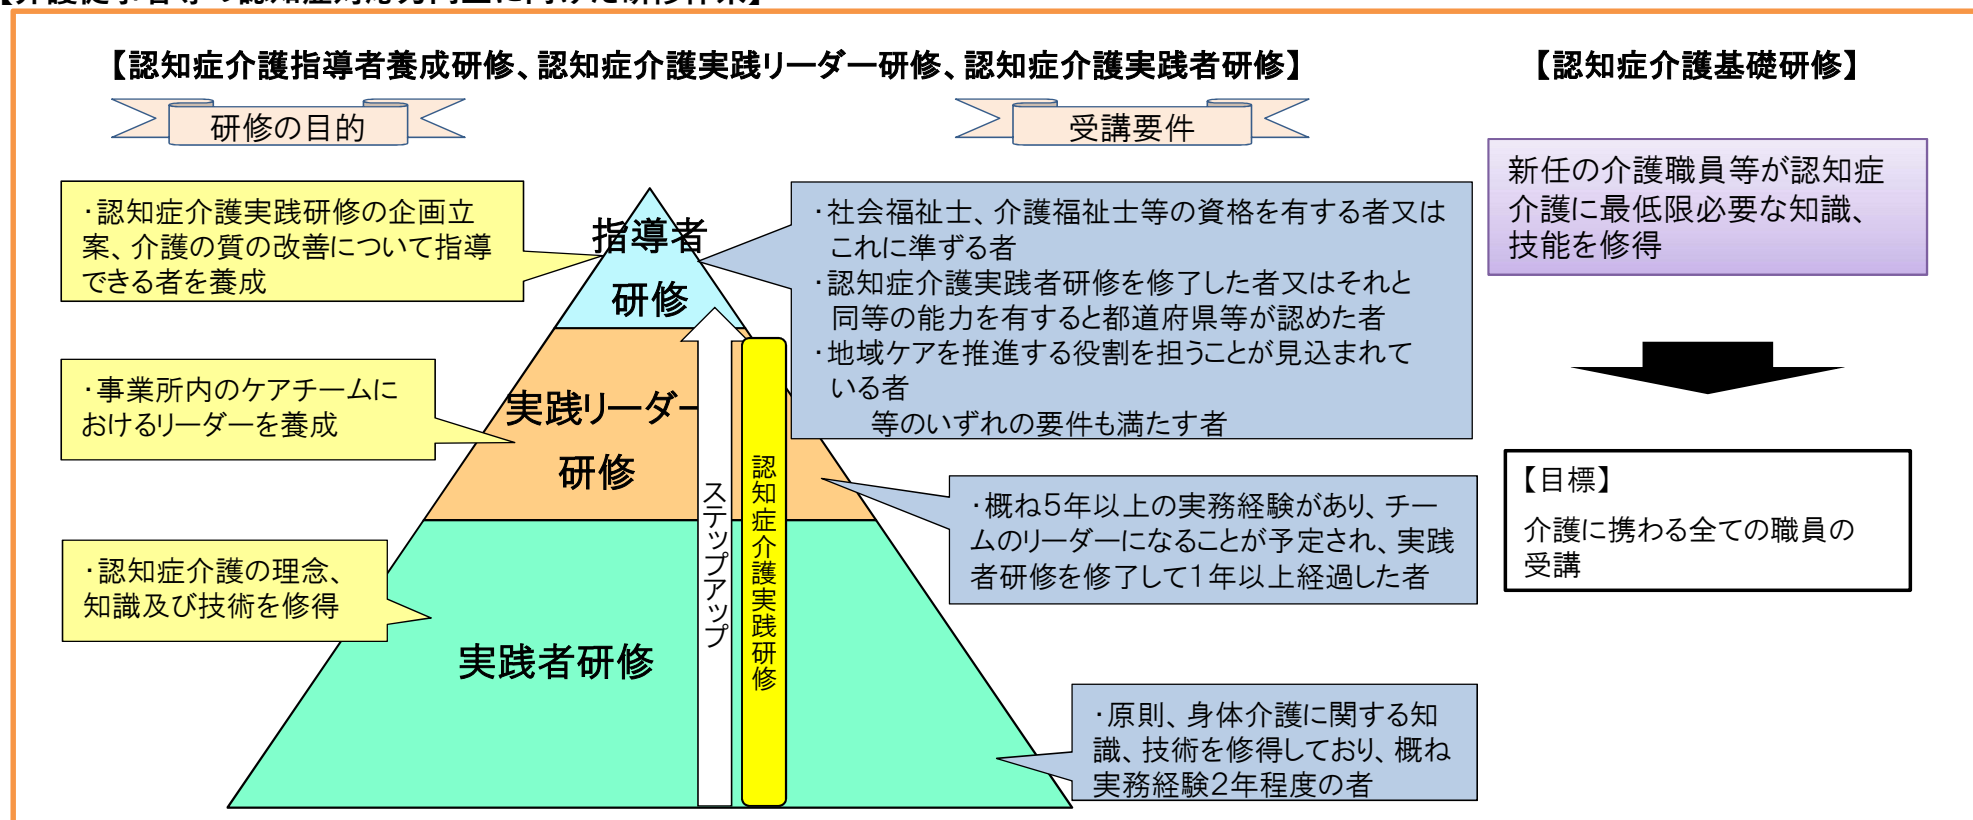 【認知症介護指導者養成研修、認知症介護実践リーダー研修、認知症介護実践者研修】
【認知症介護基礎研修】
研修の目的
受講要件
・認知症介護実践研修の企画立
案、介護の質の改善について指導
できる者を養成
・事業所内のケアチームに
おけるリーダーを養成
・認知症介護の理念、
知識及び技術を修得
指導者
研修
実践リーダー
研修
実践者研修
ステップアップ
認知症介護実践研修
・社会福祉士、介護福祉士等の資格を有する者又は
これに準ずる者
・認知症介護実践者研修を修了した者又はそれと
同等の能力を有すると都道府県等が認めた者
・地域ケアを推進する役割を担うことが見込まれて
いる者
等のいずれの要件も満たす者
・概ね5年以上の実務経験があり、チー
ムのリーダーになることが予定され、実践
者研修を修了して1年以上経過した者
・原則、身体介護に関する知
識、技術を修得しており、概ね
実務経験2年程度の者
新任の介護職員等が認知症
介護に最低限必要な知識、
技能を修得
【目標】
介護に携わる全ての職員の
受講